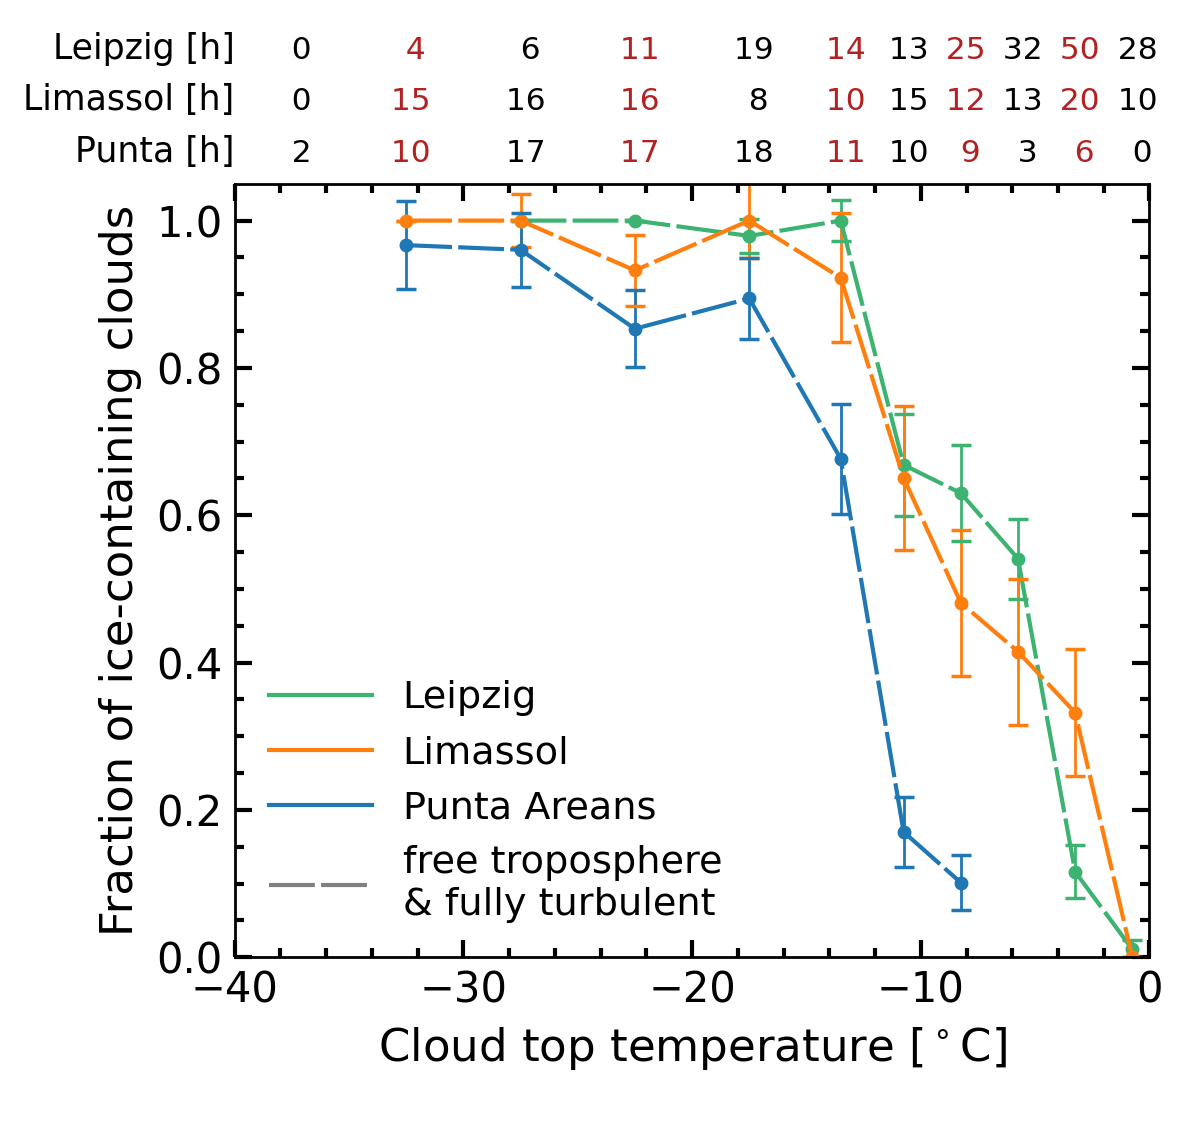 Leipzig [h] 0 4 6 11 19 14 13 25 32 50 28
Limassol [h] 0 15 16 16 8 10 15 12 13 20 10
Punta [h] 2 10 17 17 18 11 10 9 3 6 0
1.0
0.8
0.6
0.4
0.2
0.0
Fraction of ice-containing clouds
Leipzig
Limassol
Punta Areans
free troposphere
& fully turbulent
−40 −30 −20 −10 0
Cloud top temperature [°C]